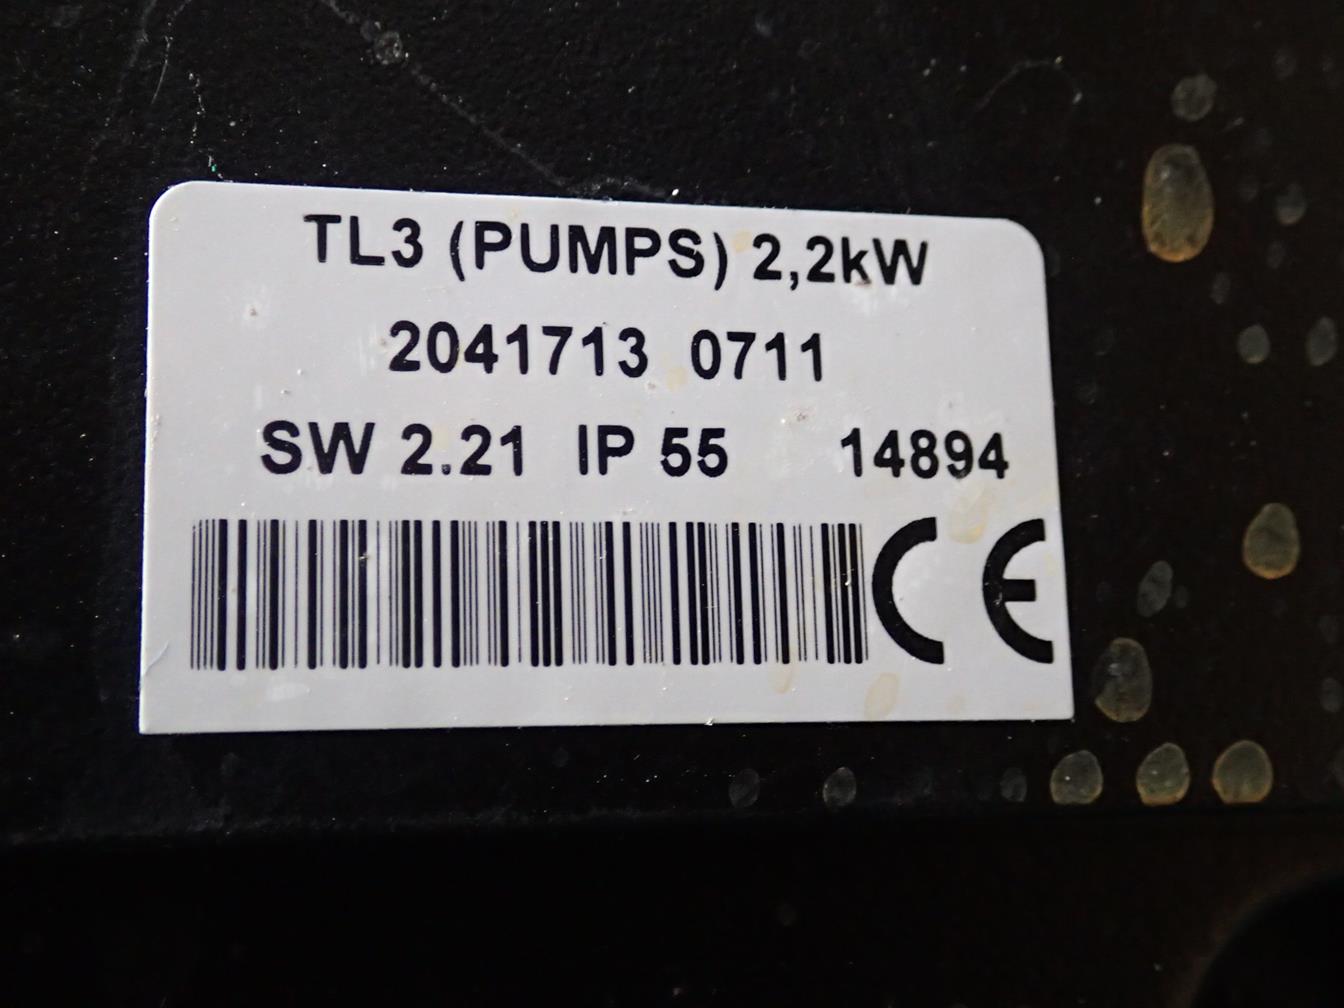 TL3 (PUMPS) 2,2kW
2041713 0711
SW 2.21 IP 55 14894
CE